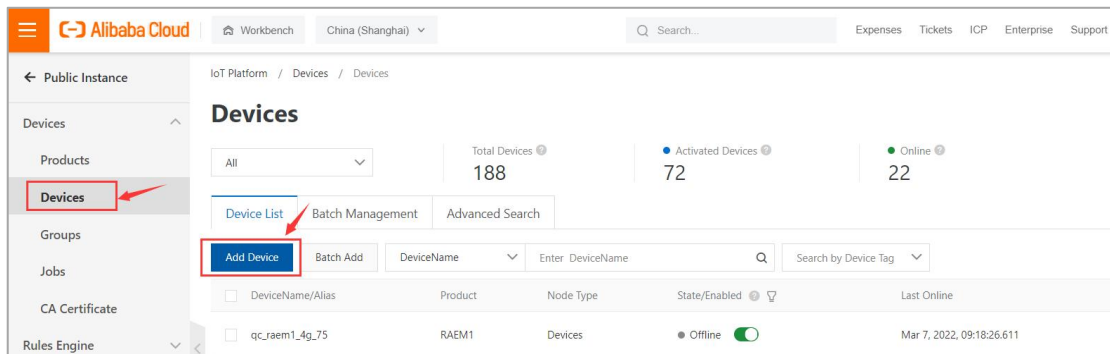 Alibaba Cloud
Workbench
China (Shanghai)
Search...
Expenses Tickets ICP Enterprise Support
Public Instance
Devices
Products
Devices
Groups
Jobs
CA Certificate
Rules Engine
IoT Platform / Devices / Devices
Devices
All
Total Devices
188
Activated Devices
72
Online
22
Device List Batch Management Advanced Search
Add Device Batch Add DeviceName Enter DeviceName Search by Device Tag
DeviceName/Alias Product Node Type State/Enabled Last Online
qc_raem1_4g_75 RAEM1 Devices Offline Mar 7, 2022, 09:18:26.611